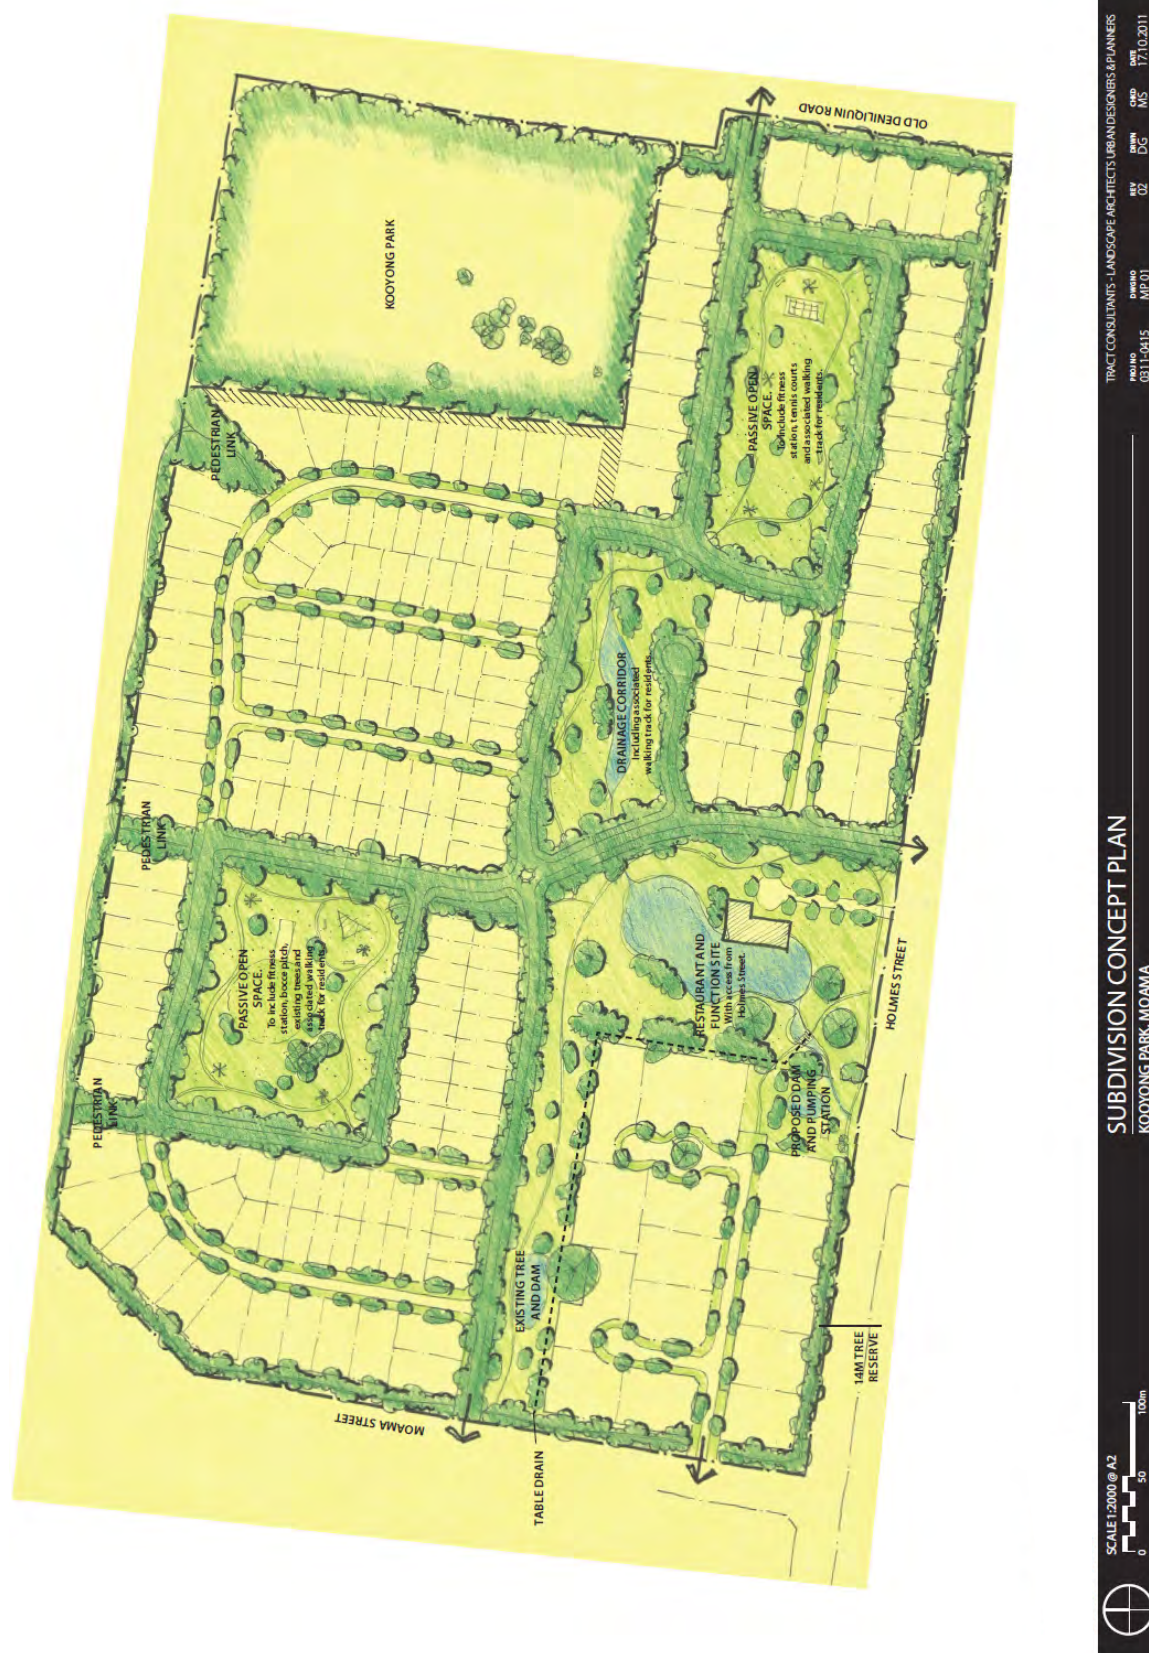 OLD DENILIQUIN ROAD
KOOYONG PARK
PEDESTRIAN
LINK
PASSIVE OPEN
SPACE.
To include fitness
station, tennis courts
and associated walking
track for residents.
DRAINAGE CORRIDOR
Including associated
walking track for residents.
PEDESTRIAN
LINK
PASSIVE OPEN
SPACE.
To include fitness
station, bocce pitch,
existing trees and
associated walking
track for residents.
RESTAURANT AND
FUNCTION SITE
With access from
Holmes Street.
HOLMES STREET
PEDESTRIAN
LINK
PROPOSED DAM
AND PUMPING
STATION
EXISTING TREE
AND DAM
14M TREE
RESERVE
MOAMA STREET
TABLE DRAIN
SUBDIVISION CONCEPT PLAN
KOOYONG PARK, MOAMA
SCALE 1:2000 @ A2
0 50 100m
TRACT CONSULTANTS - LANDSCAPE ARCHITECTS URBAN DESIGNERS & PLANNERS
PROJ NO DWG NO REV DRWN CHKD DATE
0311-0415 MP 01 02 DG MS 17.10.2011